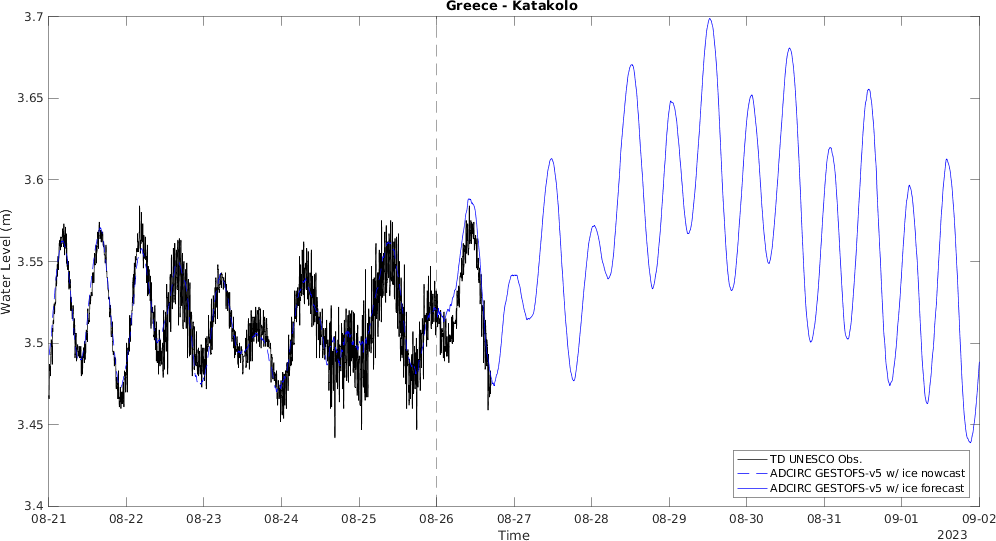 Greece - Katakolo
Water Level (m)
3.7
3.65
3.6
3.55
3.5
3.45
3.4
TD UNESCO Obs.
ADCIRC GESTOFS-v5 w/ ice nowcast
ADCIRC GESTOFS-v5 w/ ice forecast
08-21 08-22 08-23 08-24 08-25 08-26 08-27 08-28 08-29 08-30 08-31 09-01 09-02
Time
2023